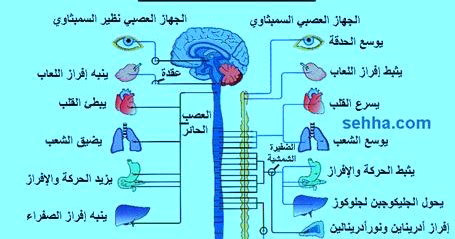 الجهاز العصبي السمبثاوي
الجهاز العصبي نظير السمبثاوي
يوسع الحدقة
يثبط إفراز اللعاب
يسرع القلب
sehha.com
يوسع الشعب
يثبط الحركة والإفراز
يحول الجليكوجين لجلوكوز
إفراز أدرينالين ونورأدرينالين
الضفيرة
الشمشية
عقدة
العصب
الحائر
ينبه إفراز اللعاب
يبطئ القلب
يضيق الشعب
يزيد الحركة والإفراز
ينبه إفراز الصفراء